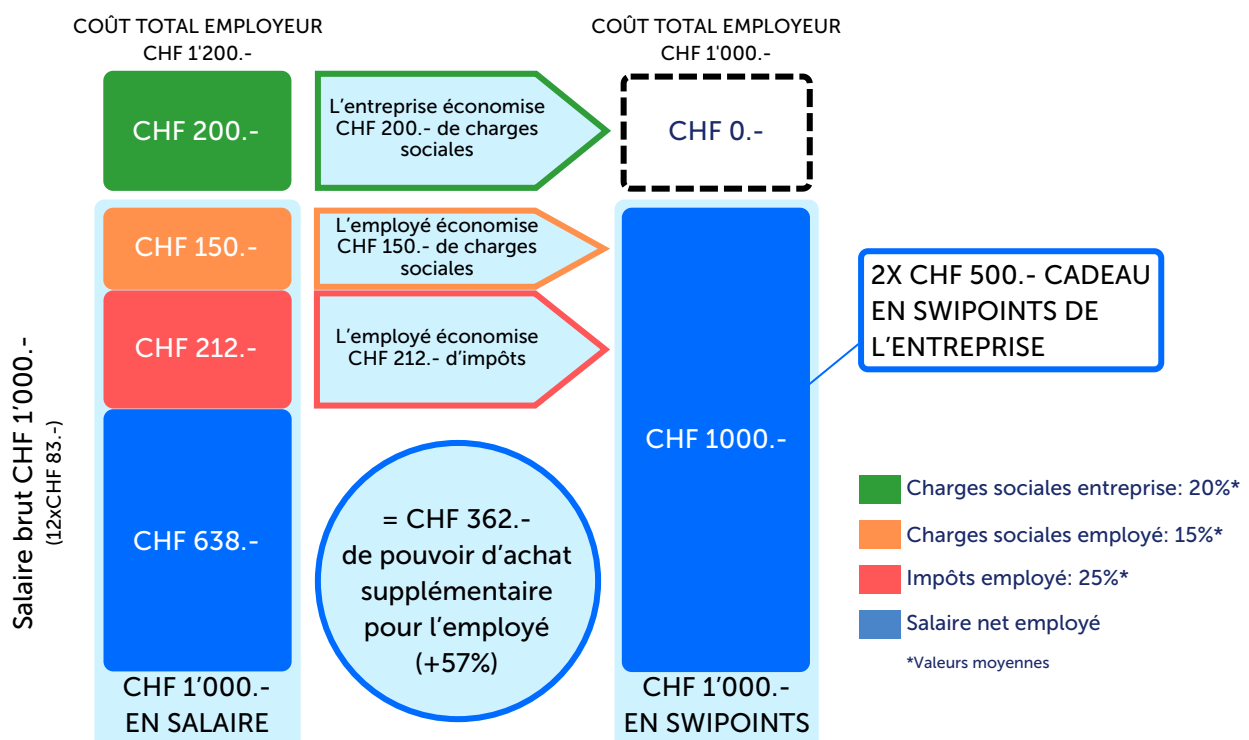 COÛT TOTAL EMPLOYEUR
CHF 1'200.-
COÛT TOTAL EMPLOYEUR
CHF 1'000.-
CHF 200.-
L'entreprise économise
CHF 200.- de charges
sociales
CHF 0.-
CHF 150.-
L'employé économise
CHF 150.- de charges
sociales
CHF 212.-
L'employé économise
CHF 212.- d'impôts
2X CHF 500.- CADEAU
EN SWIPOINTS DE
L'ENTREPRISE
Salaire brut CHF 1'000.-
(12xCHF 83.-)
CHF 638.-
= CHF 362.-
de pouvoir d'achat
supplémentaire
pour l'employé
(+57%)
CHF 1000.-
Charges sociales entreprise: 20%*
Charges sociales employé: 15%*
Impôts employé: 25%*
Salaire net employé
*Valeurs moyennes
CHF 1'000.-
EN SALAIRE
CHF 1'000.-
EN SWIPOINTS